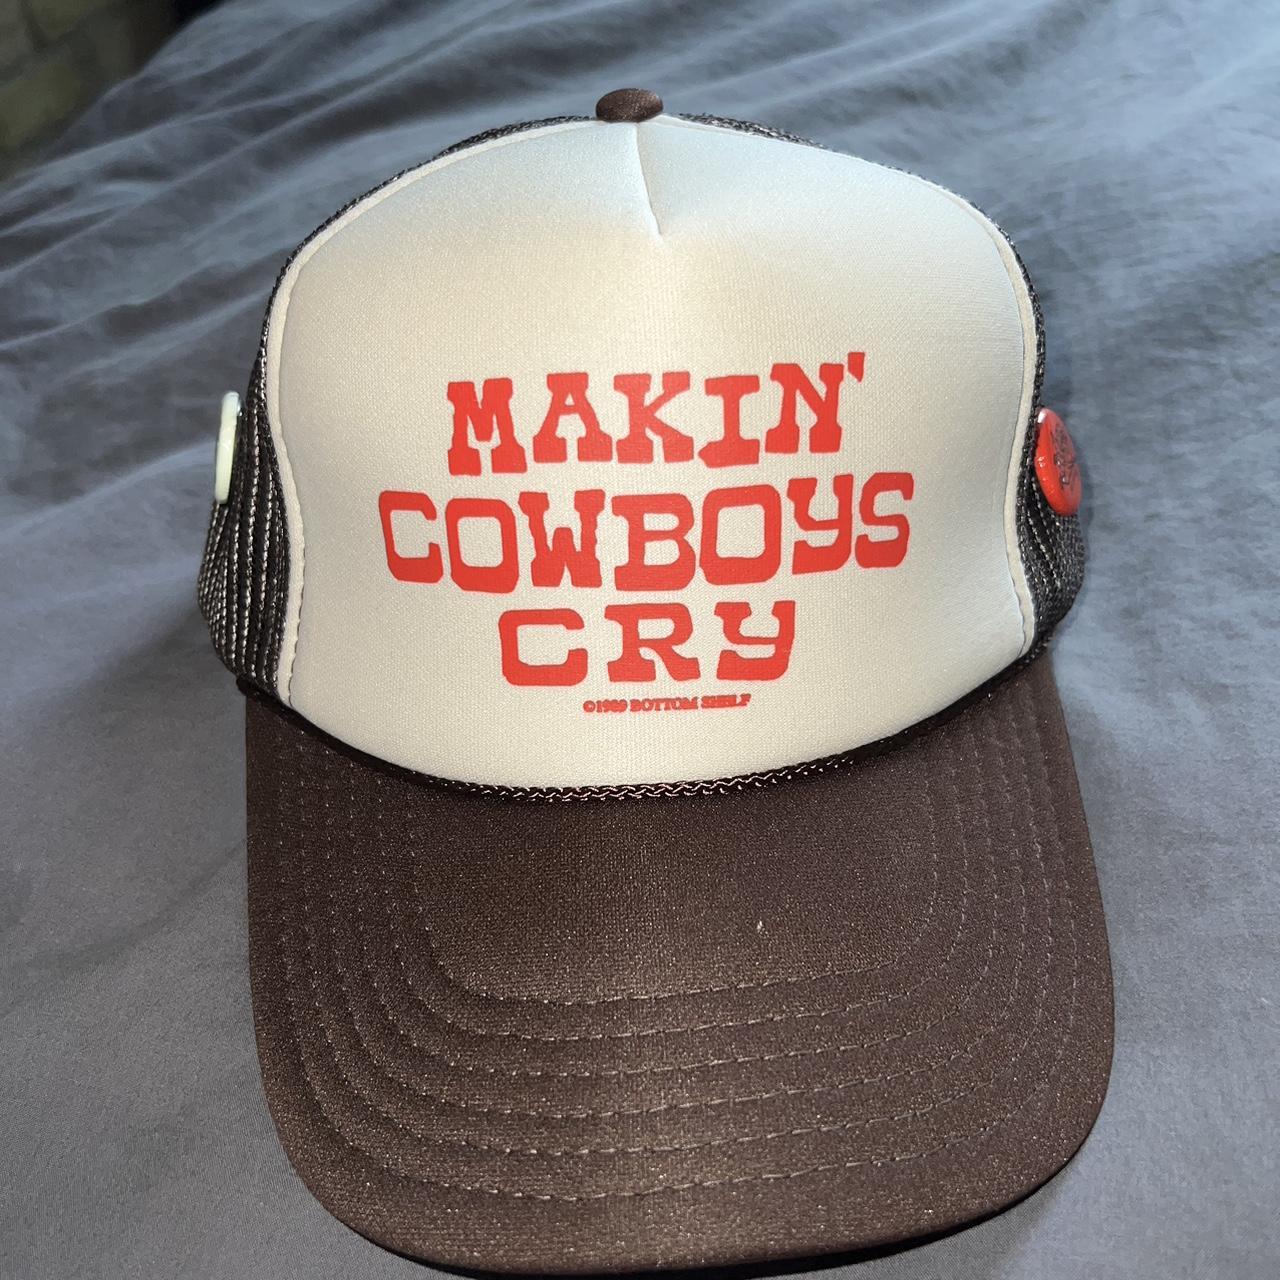 MAKIN'
COWBOYS
CRY
©1989 BOTTOM SHELF